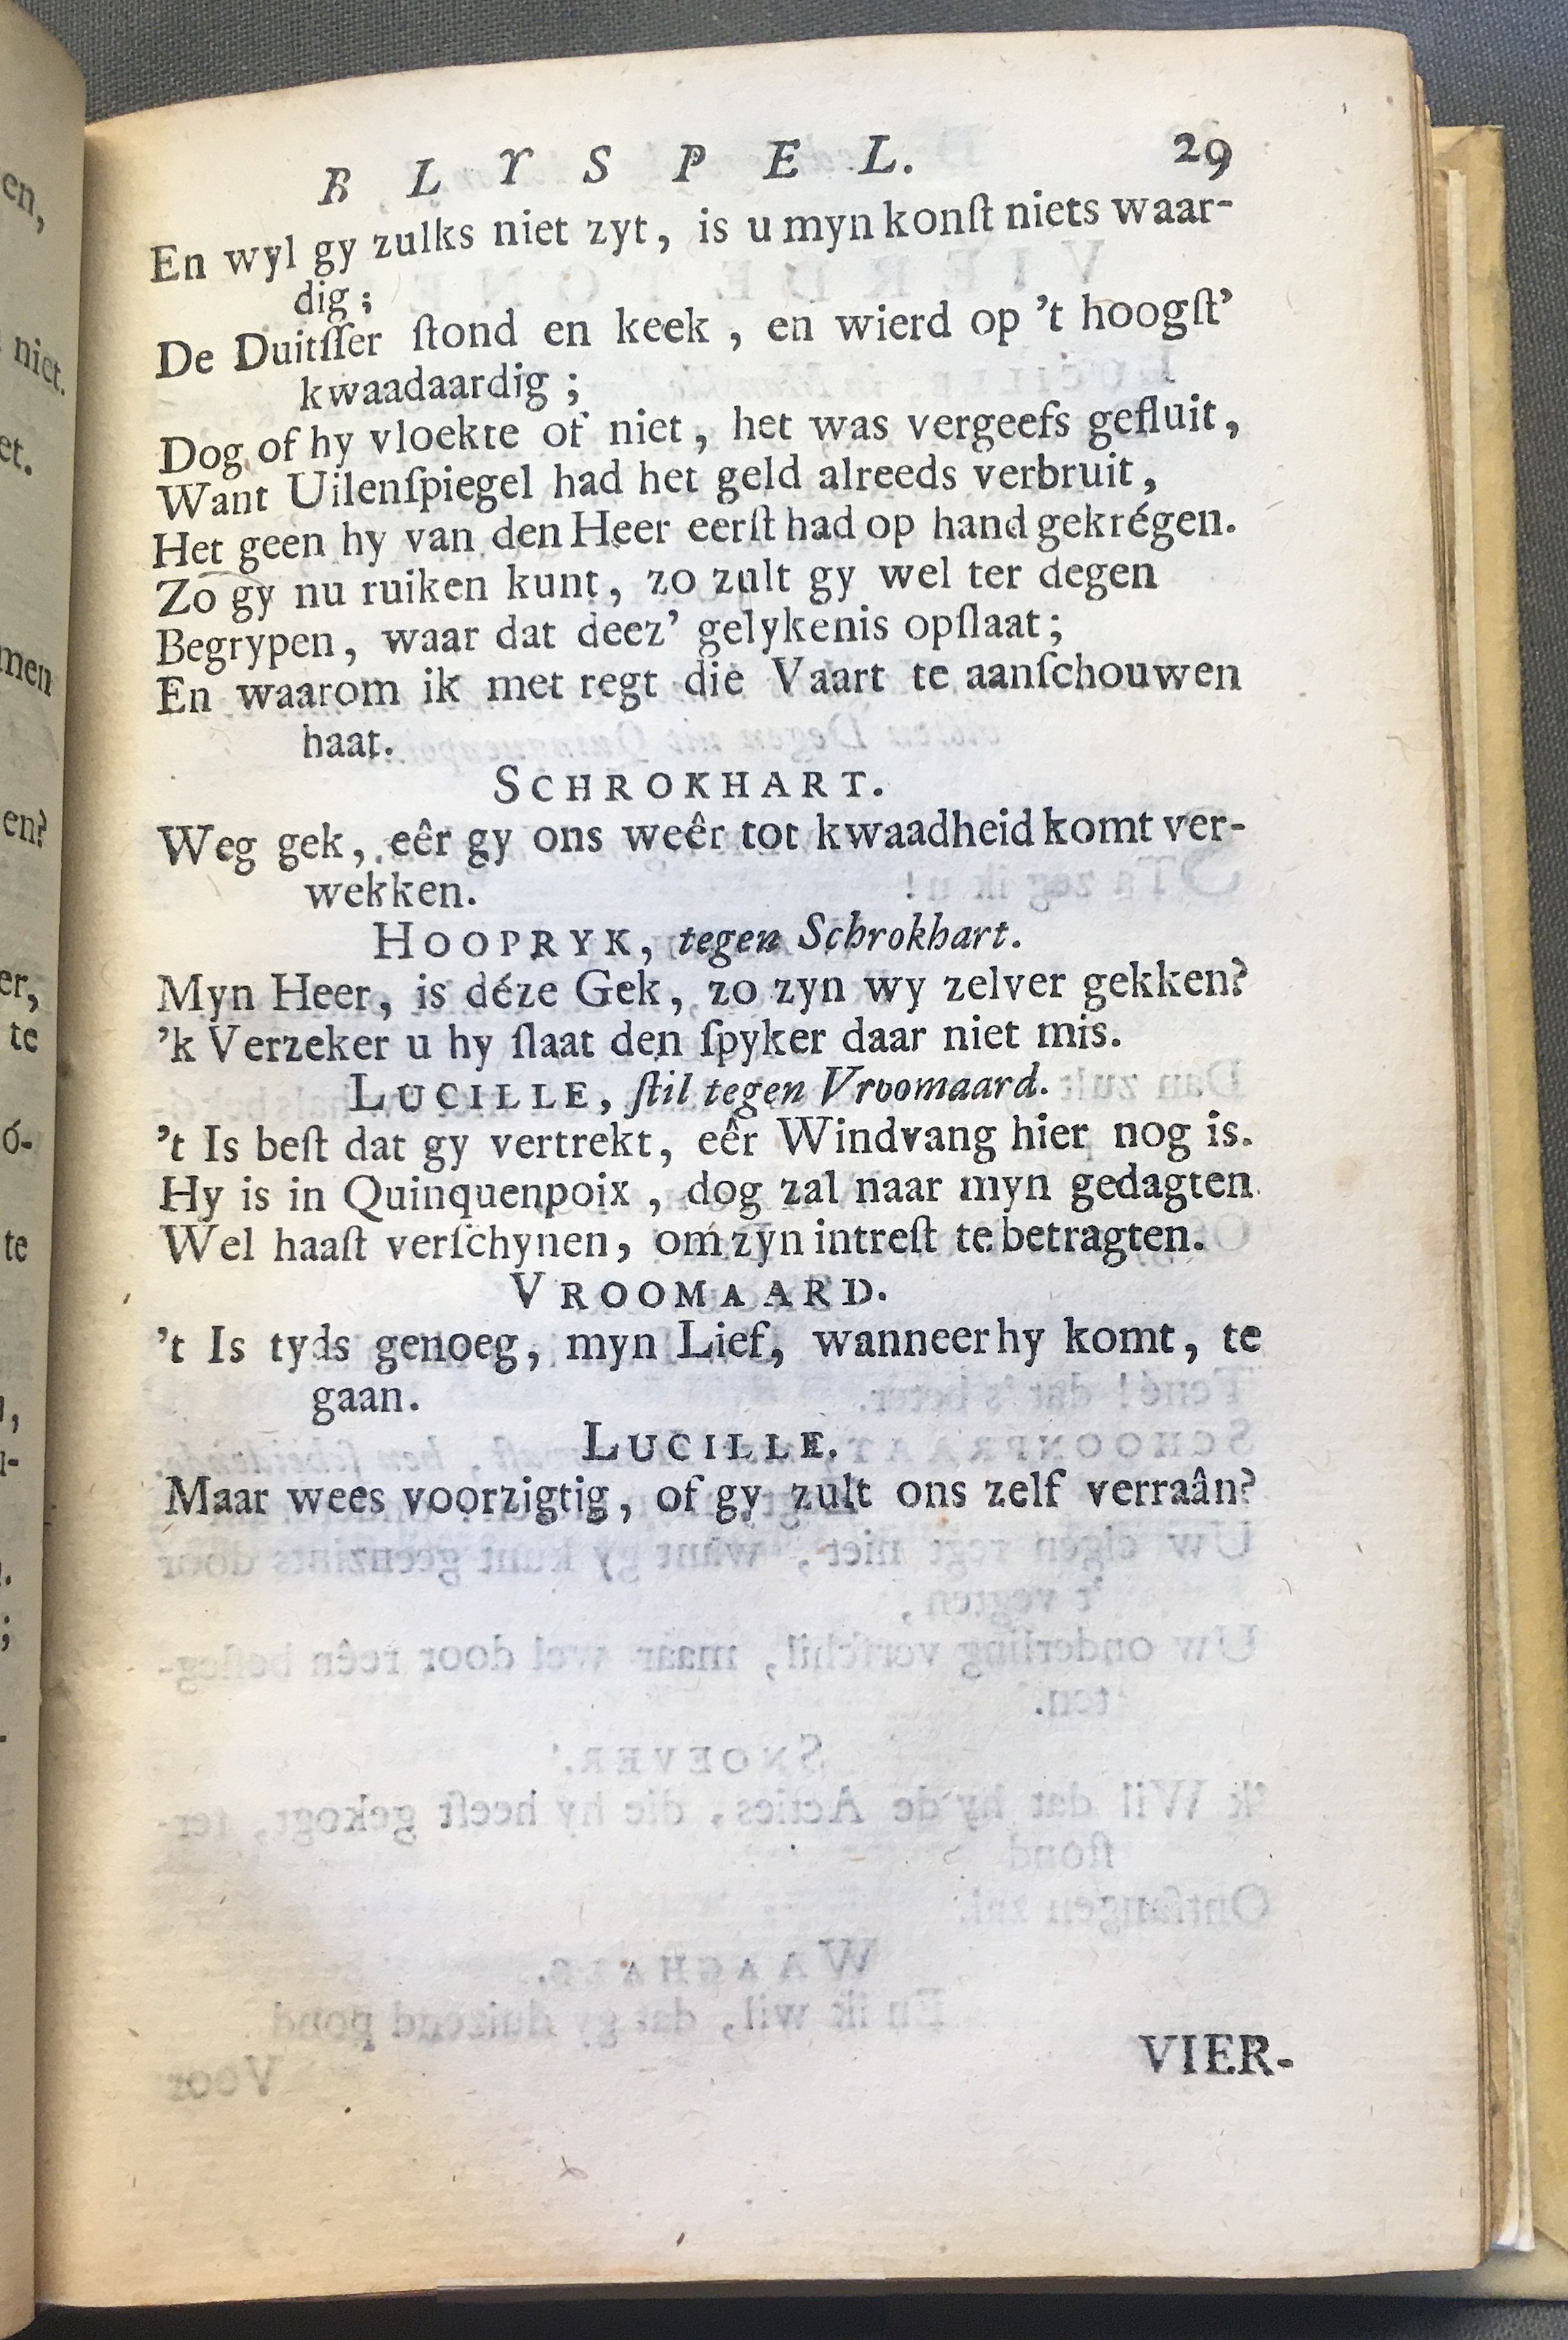 BLYSPEL. 29
En wyl gy zulks niet zyt, is u myn konſt niets waar-
dig;
De Duitſſer ſtond en keek, en wierd op 't hoogſt'
kwaadaardig;
Dog of hy vloekte of niet, het was vergeefs gefluit,
Want Uilenſpiegel had het geld alreeds verbruit,
Het geen hy van den Heer eerſt had op hand gekrégen.
Zo gy nu ruiken kunt, zo zult gy wel ter degen
Begrypen, waar dat deez' gelykenis opſlaat;
En waarom ik met regt die Vaart te aanſchouwen
haat.
SCHROKHART.
Weg gek, eêr gy ons weêr tot kwaadheid komt ver-
wekken.
HOOPRYK, tegen Schrokhart.
Myn Heer, is déze Gek, zo zyn wy zelver gekken?
'k Verzeker u hy ſlaat den ſpyker daar niet mis.
LUCILLE, ſtil tegen Vroomaard.
't Is beſt dat gy vertrekt, eêr Windvang hier nog is.
Hy is in Quinquenpoix, dog zal naar myn gedagten
Wel haaſt verſchynen, om zyn intreſt te betragten.
VROOMAARD.
't Is tyds genoeg, myn Lief, wanneer hy komt, te
gaan.
LUCILLE.
Maar wees voorzigtig, of gy zult ons zelf verraân?
VIER-